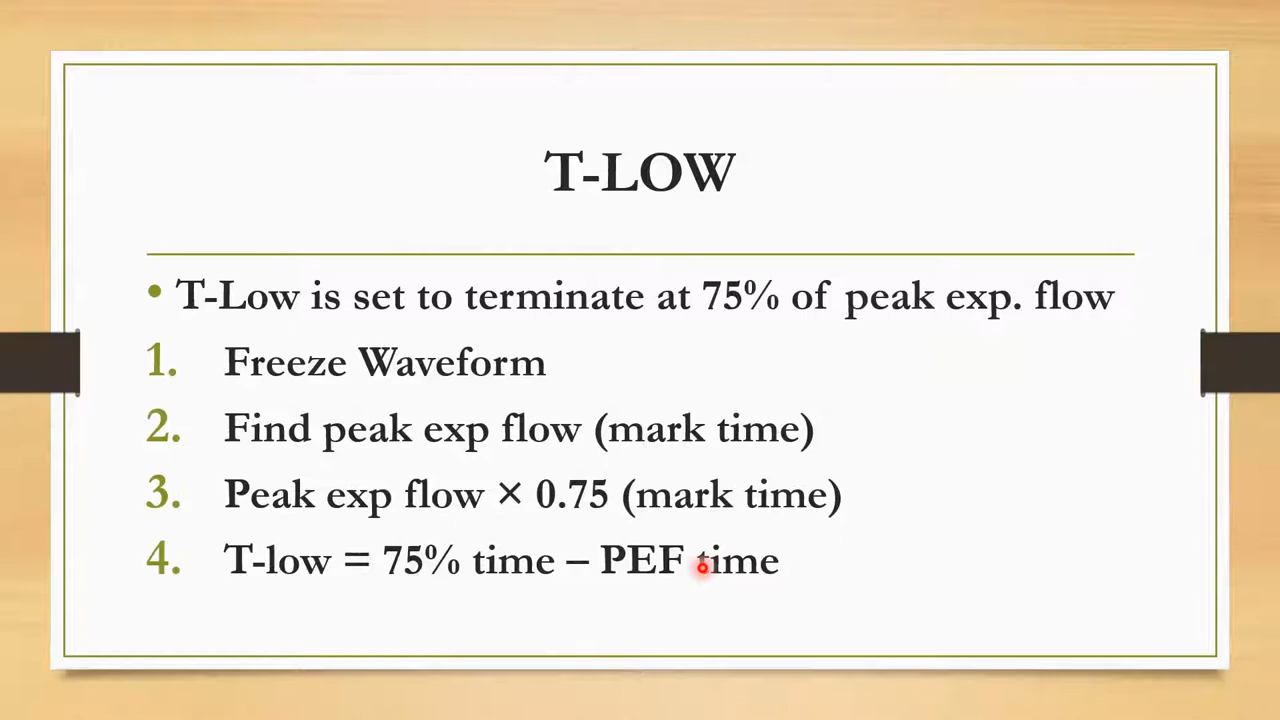 T-LOW
• T-Low is set to terminate at 75% of peak exp. flow
1. Freeze Waveform
2. Find peak exp flow (mark time)
3. Peak exp flow × 0.75 (mark time)
4. T-low = 75% time – PEF time